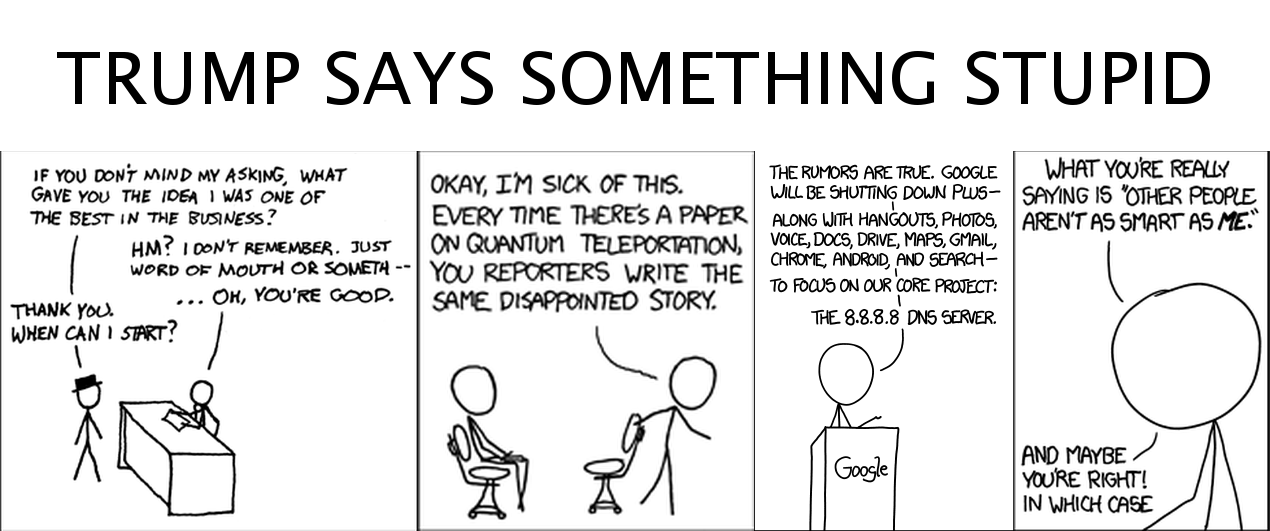 TRUMP SAYS SOMETHING STUPID
IF YOU DON'T MIND MY ASKING, WHAT
GAVE YOU THE IDEA I WAS ONE OF
THE BEST IN THE BUSINESS?
HM? I DON'T REMEMBER. JUST
WORD OF MOUTH OR SOMETH--
... OH, YOU'RE GOOD.
THANK YOU.
WHEN CAN I START?
OKAY, I'M SICK OF THIS.
EVERY TIME THERE'S A PAPER
ON QUANTUM TELEPORTATION,
YOU REPORTERS WRITE THE
SAME DISAPPOINTED STORY.
THE RUMORS ARE TRUE. GOOGLE
WILL BE SHUTTING DOWN PLUS—
ALONG WITH HANGOUTS, PHOTOS,
VOICE, DOCS, DRIVE, MAPS, GMAIL,
CHROME, ANDROID, AND SEARCH—
TO FOCUS ON OUR CORE PROJECT:
THE 8.8.8.8 DNS SERVER.
Google
WHAT YOU'RE REALLY
SAYING IS "OTHER PEOPLE
AREN'T AS SMART AS ME."
AND MAYBE
YOU'RE RIGHT!
IN WHICH CASE